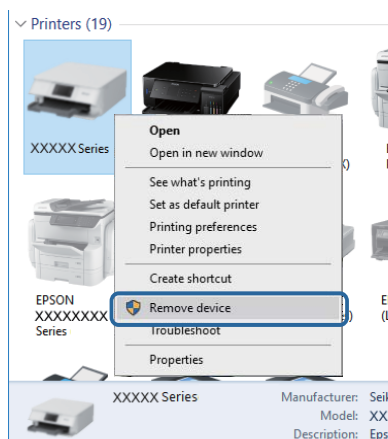 Printers (19)
XXXXX Series
Open
Open in new window
See what's printing
Set as default printer
Printing preferences
Printer properties
Create shortcut
Remove device
Troubleshoot
Properties
EPSON
XXXXXXXX
Series
XXXXX Series
Manufacturer:
Model:
Description: